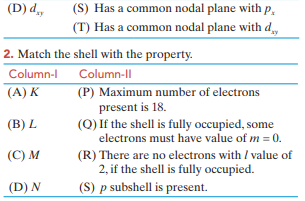 (D) dxy (S) Has a common nodal plane with px
(T) Has a common nodal plane with dxy
2. Match the shell with the property.
Column-I Column-II
(A) K (P) Maximum number of electrons
present is 18.
(B) L (Q) If the shell is fully occupied, some
electrons must have value of m = 0.
(C) M (R) There are no electrons with l value of
2, if the shell is fully occupied.
(D) N (S) p subshell is present.